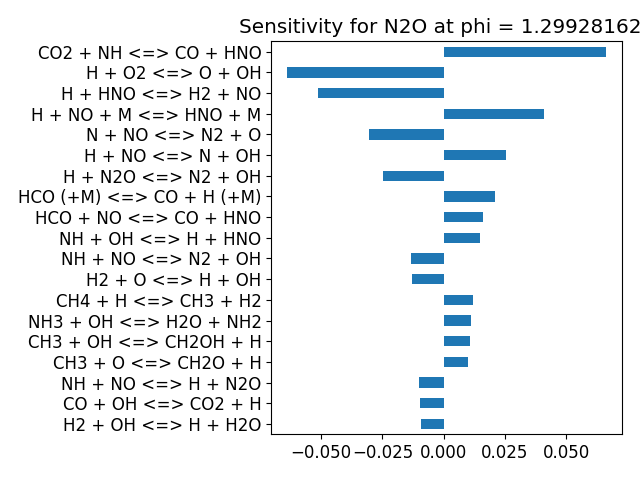 Sensitivity for N2O at phi = 1.29928162
CO2 + NH <=> CO + HNO
H + O2 <=> O + OH
H + HNO <=> H2 + NO
H + NO + M <=> HNO + M
N + NO <=> N2 + O
H + NO <=> N + OH
H + N2O <=> N2 + OH
HCO (+M) <=> CO + H (+M)
HCO + NO <=> CO + HNO
NH + OH <=> H + HNO
NH + NO <=> N2 + OH
H2 + O <=> H + OH
CH4 + H <=> CH3 + H2
NH3 + OH <=> H2O + NH2
CH3 + OH <=> CH2OH + H
CH3 + O <=> CH2O + H
NH + NO <=> H + N2O
CO + OH <=> CO2 + H
H2 + OH <=> H + H2O
−0.050 −0.025 0.000 0.025 0.050